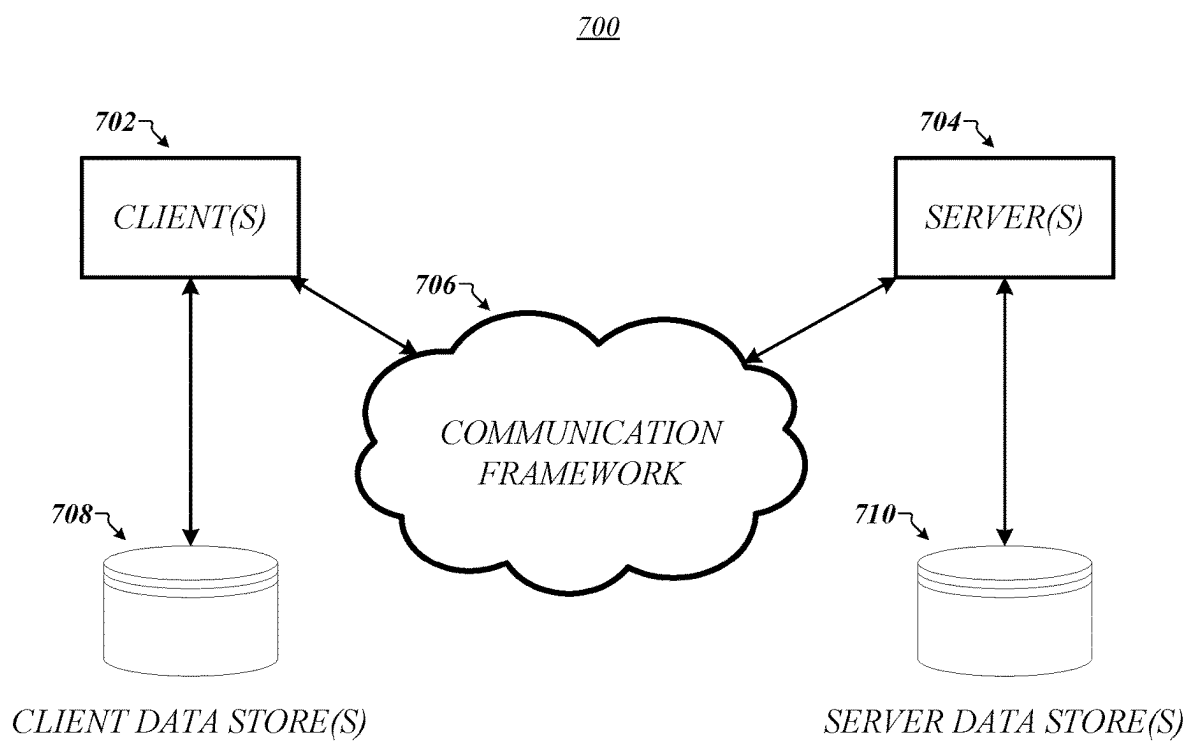 700
702
704
CLIENT(S)
SERVER(S)
706
COMMUNICATION
FRAMEWORK
708
710
CLIENT DATA STORE(S)
SERVER DATA STORE(S)